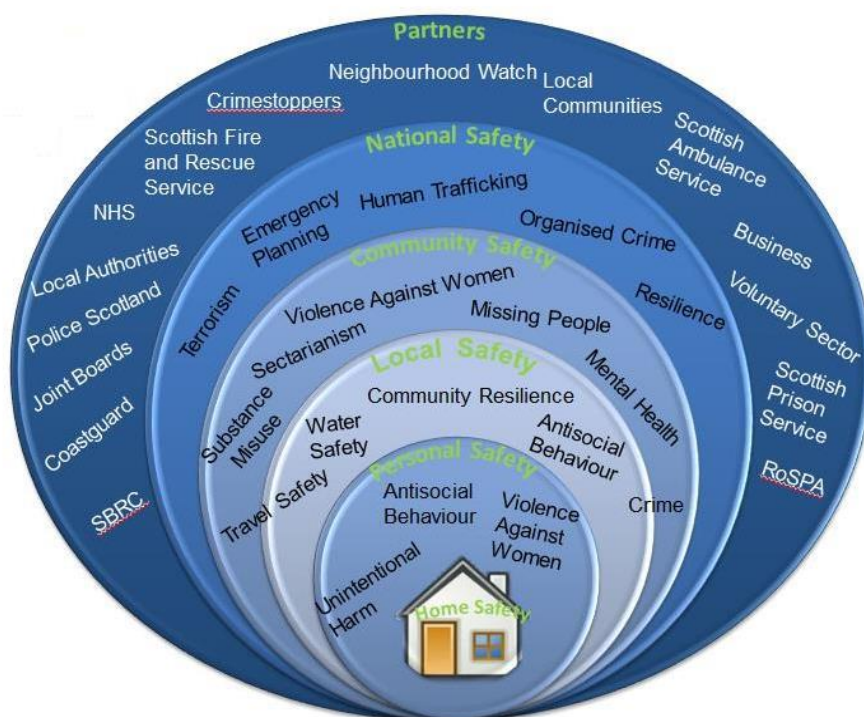 Partners
Neighbourhood Watch
Crimestoppers
Local
Communities
Scottish Fire
and Rescue
Service
Scottish
Ambulance
Service
NHS
Business
Local Authorities
Voluntary Sector
Police Scotland
Scottish
Prison
Service
Joint Boards
Coastguard
RoSPA
SBRC
National Safety
Human Trafficking
Emergency
Planning
Organised Crime
Terrorism
Resilience
Community Safety
Violence Against Women
Missing People
Sectarianism
Mental Health
Substance
Misuse
Crime
Local Safety
Community Resilience
Water
Safety
Antisocial
Behaviour
Travel Safety
Personal Safety
Antisocial
Behaviour
Violence
Against
Women
Unintentional
Harm
Home Safety